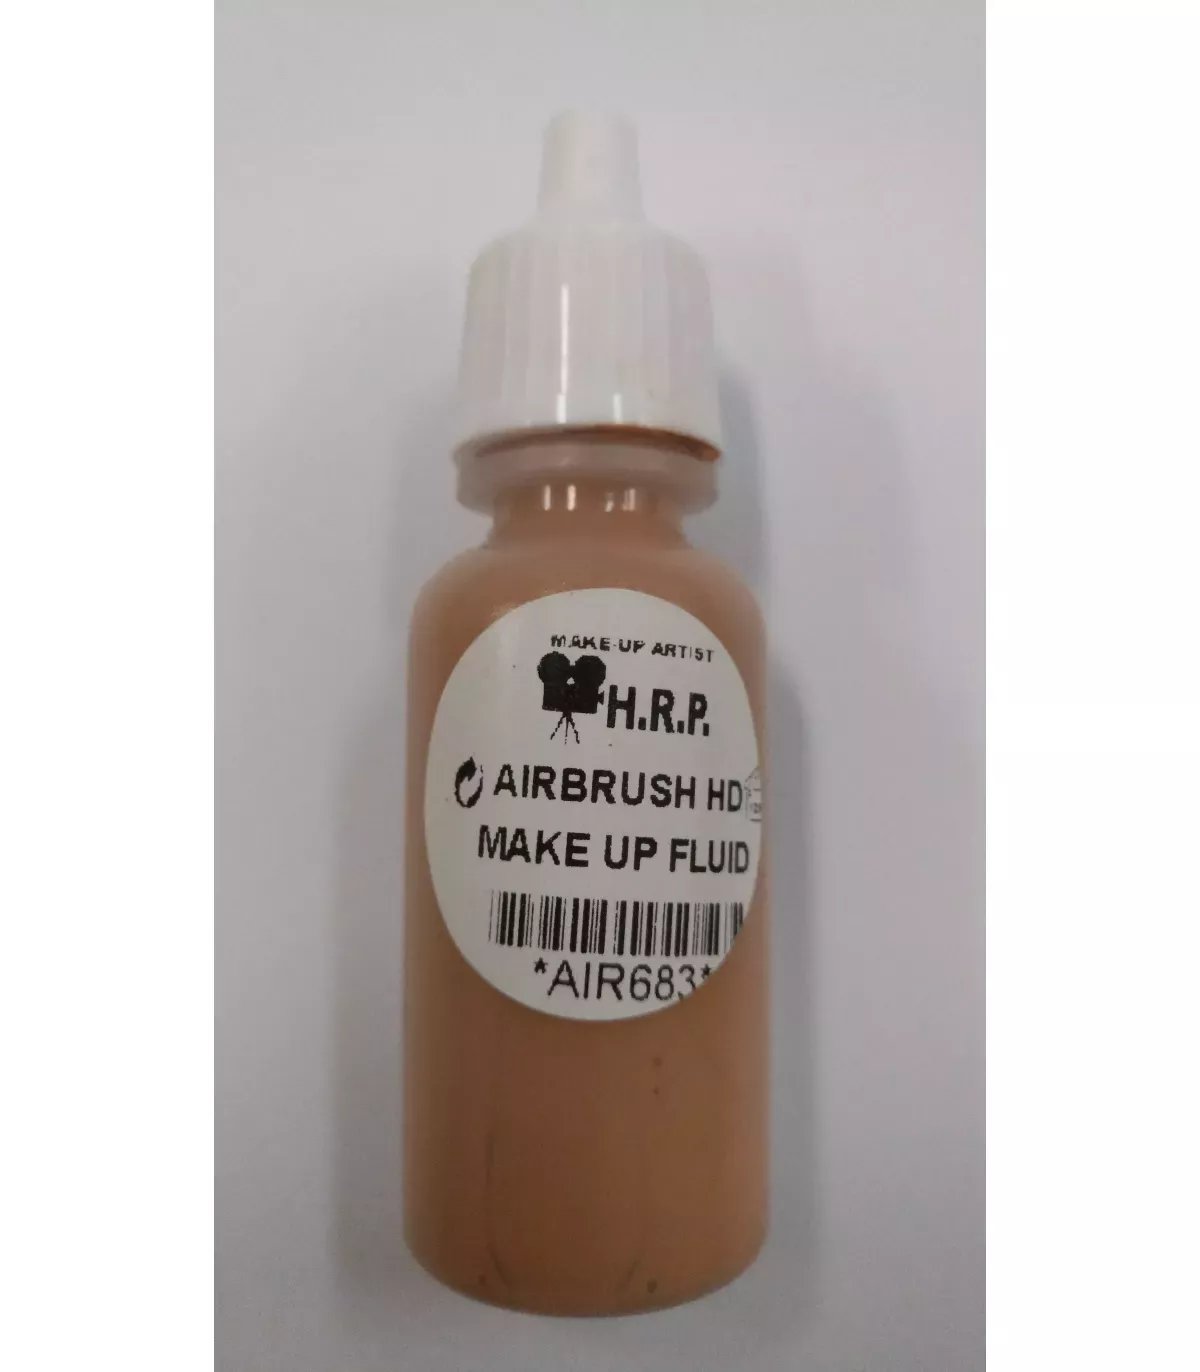 MAKE-UP ARTIST
H.R.P.
AIRBRUSH HD
MAKE UP FLUID
*AIR683*